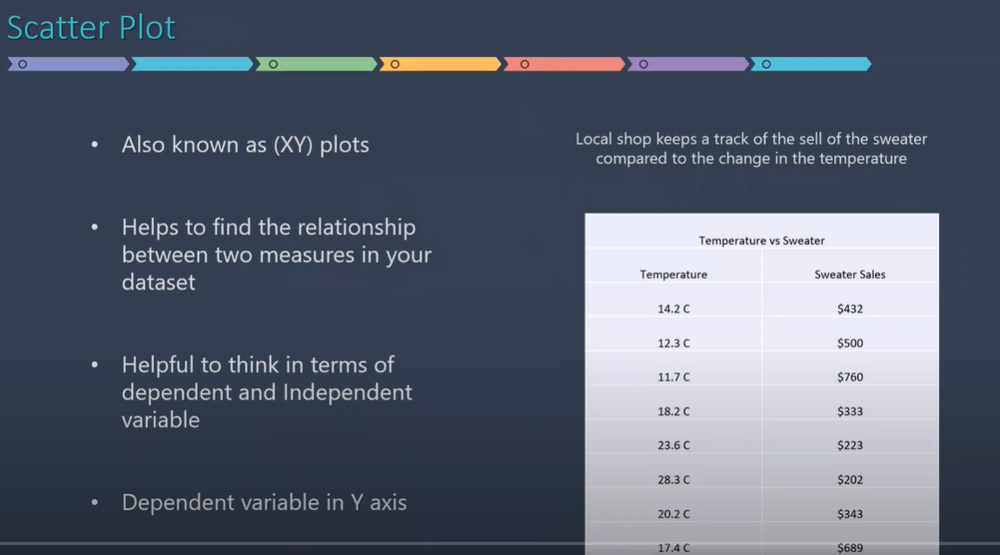 Scatter Plot
• Also known as (XY) plots
• Helps to find the relationship
between two measures in your
dataset
• Helpful to think in terms of
dependent and Independent
variable
• Dependent variable in Y axis
Local shop keeps a track of the sell of the sweater
compared to the change in the temperature
Temperature vs Sweater
Temperature Sweater Sales
14.2 C $432
12.3 C $500
11.7 C $760
18.2 C $333
23.6 C $223
28.3 C $202
20.2 C $343
17.4 C $689